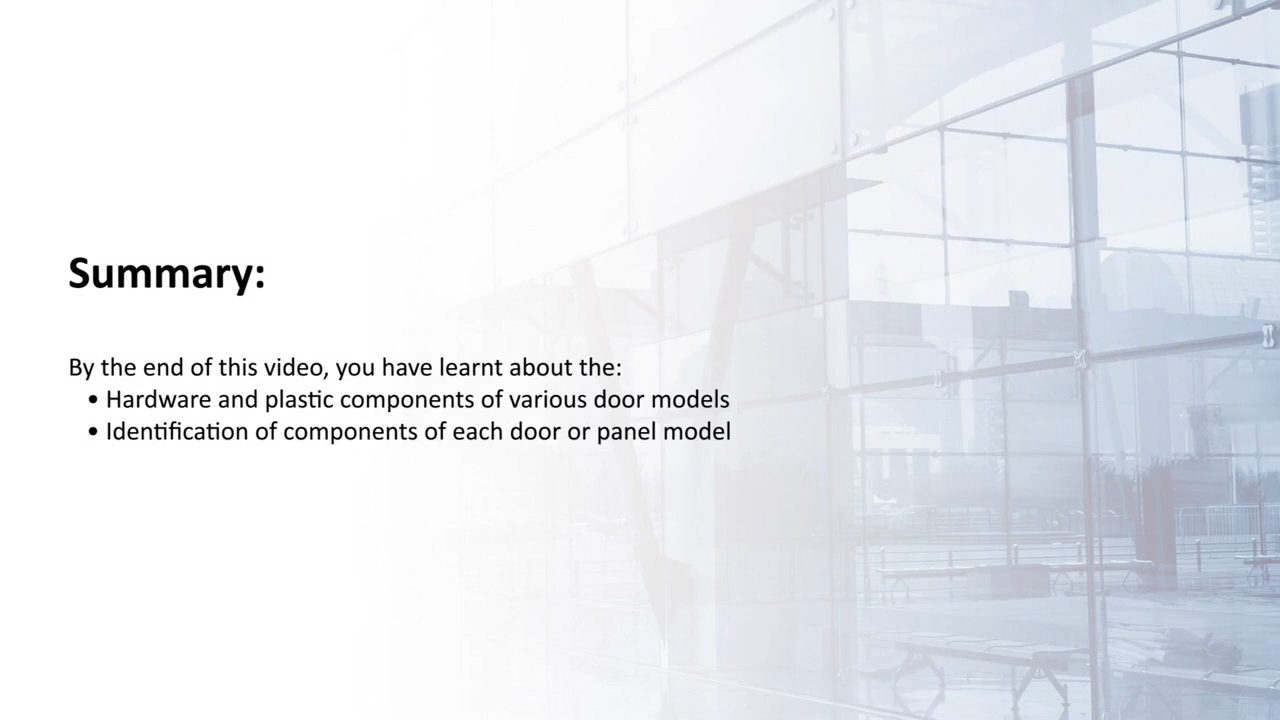 Summary:
By the end of this video, you have learnt about the:
• Hardware and plastic components of various door models
• Identification of components of each door or panel model